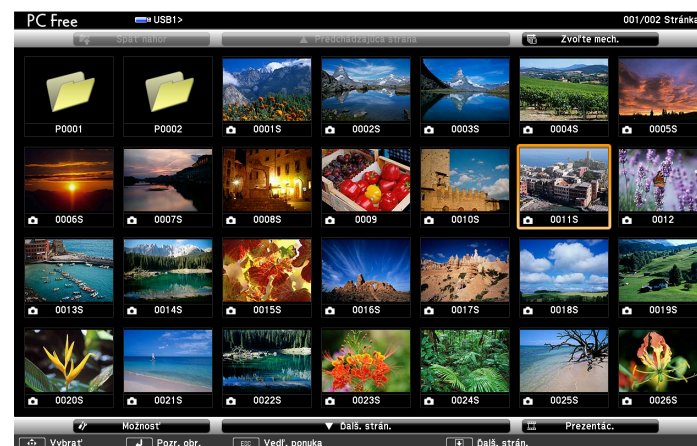 PC Free USB1> 001/002 Stránka
Späť nahor Predchádzajúca strana Zvoľte mech.
P0001 P0002 0001S 0002S 0003S 0004S 0005S
0006S 0007S 0008S 0009 0010S 0011S 0012
0013S 0014S 0015S 0016S 0017S 0018S 0019S
0020S 0021S 0022S 0023S 0024S 0025S 0026S
Možnosť Ďalš. strán. Prezentác.
Vybrať Pozr. obr. ESC Vedľ. ponuka Ďalš. strán.